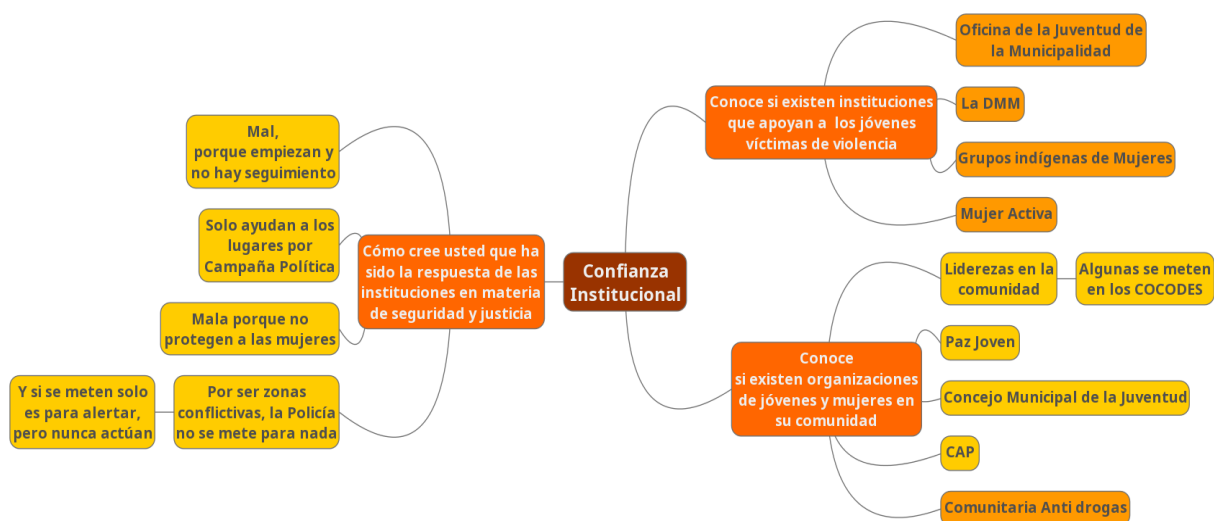 Confianza
Institucional
Conoce si existen instituciones
que apoyan a los jóvenes
víctimas de violencia
Oficina de la Juventud de
la Municipalidad
La DMM
Grupos indígenas de Mujeres
Mujer Activa
Conoce
si existen organizaciones
de jóvenes y mujeres en
su comunidad
Liderezas en la
comunidad
Algunas se meten
en los COCODES
Paz Joven
Concejo Municipal de la Juventud
CAP
Comunitaria Anti drogas
Cómo cree usted que ha
sido la respuesta de las
instituciones en materia
de seguridad y justicia
Mal,
porque empiezan y
no hay seguimiento
Solo ayudan a los
lugares por
Campaña Política
Mala porque no
protegen a las mujeres
Por ser zonas
conflictivas, la Policía
no se mete para nada
Y si se meten solo
es para alertar,
pero nunca actúan